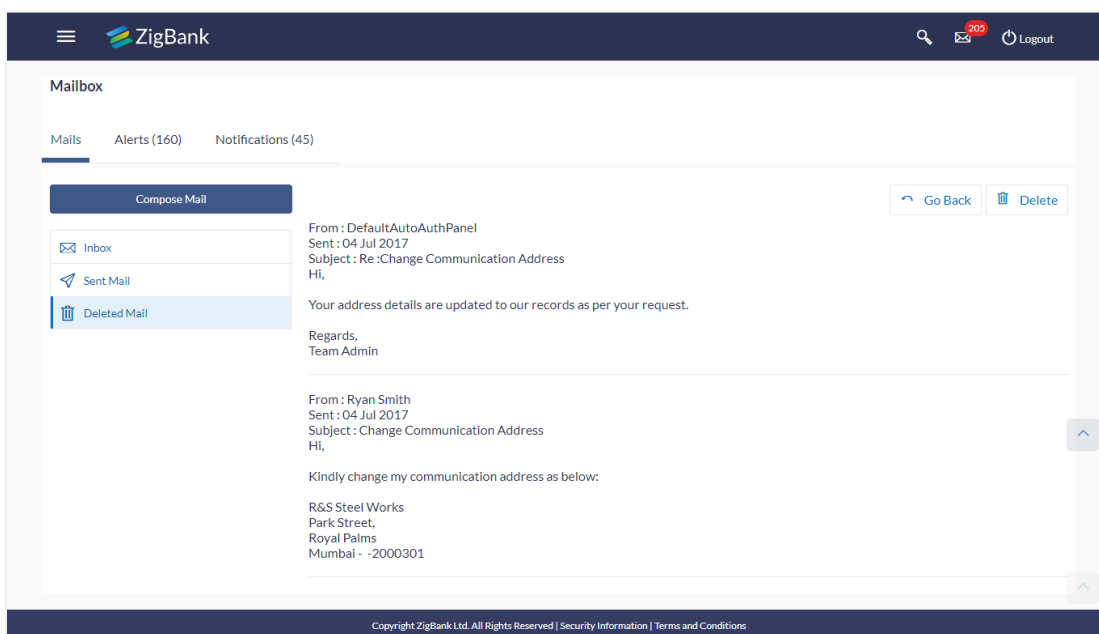 ZigBank
205
Logout
Mailbox
Mails
Alerts (160)
Notifications (45)
Compose Mail
Go Back
Delete
Inbox
Sent Mail
Deleted Mail
From : DefaultAutoAuthPanel
Sent : 04 Jul 2017
Subject : Re :Change Communication Address
Hi,
Your address details are updated to our records as per your request.
Regards,
Team Admin
From : Ryan Smith
Sent : 04 Jul 2017
Subject : Change Communication Address
Hi,
Kindly change my communication address as below:
R&S Steel Works
Park Street,
Royal Palms
Mumbai - -2000301
Copyright ZigBank Ltd. All Rights Reserved | Security Information | Terms and Conditions